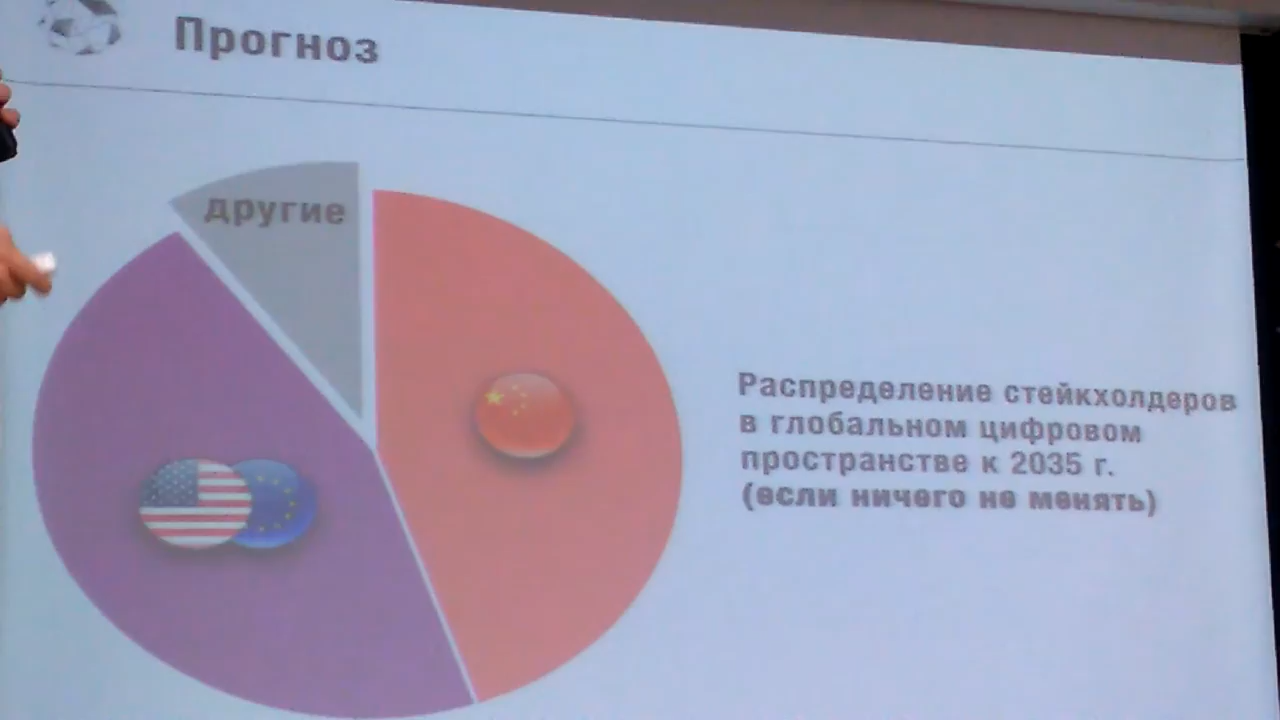 Прогноз
другие
Распределение стейкхолдеров
в глобальном цифровом
пространстве к 2035 г.
(если ничего не менять)